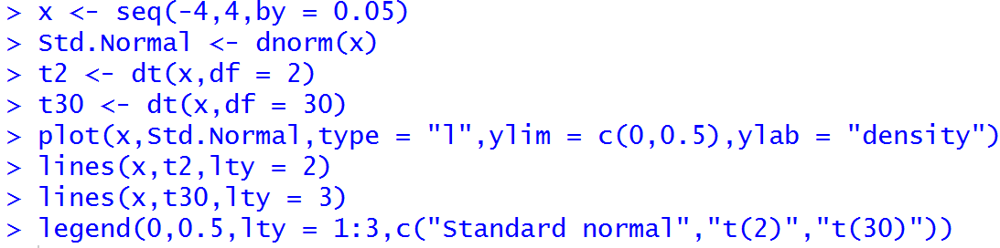 > x <- seq(-4,4,by = 0.05)
> Std.Normal <- dnorm(x)
> t2 <- dt(x,df = 2)
> t30 <- dt(x,df = 30)
> plot(x,Std.Normal,type = "l",ylim = c(0,0.5),ylab = "density")
> lines(x,t2,lty = 2)
> lines(x,t30,lty = 3)
> legend(0,0.5,lty = 1:3,c("Standard normal","t(2)","t(30)"))